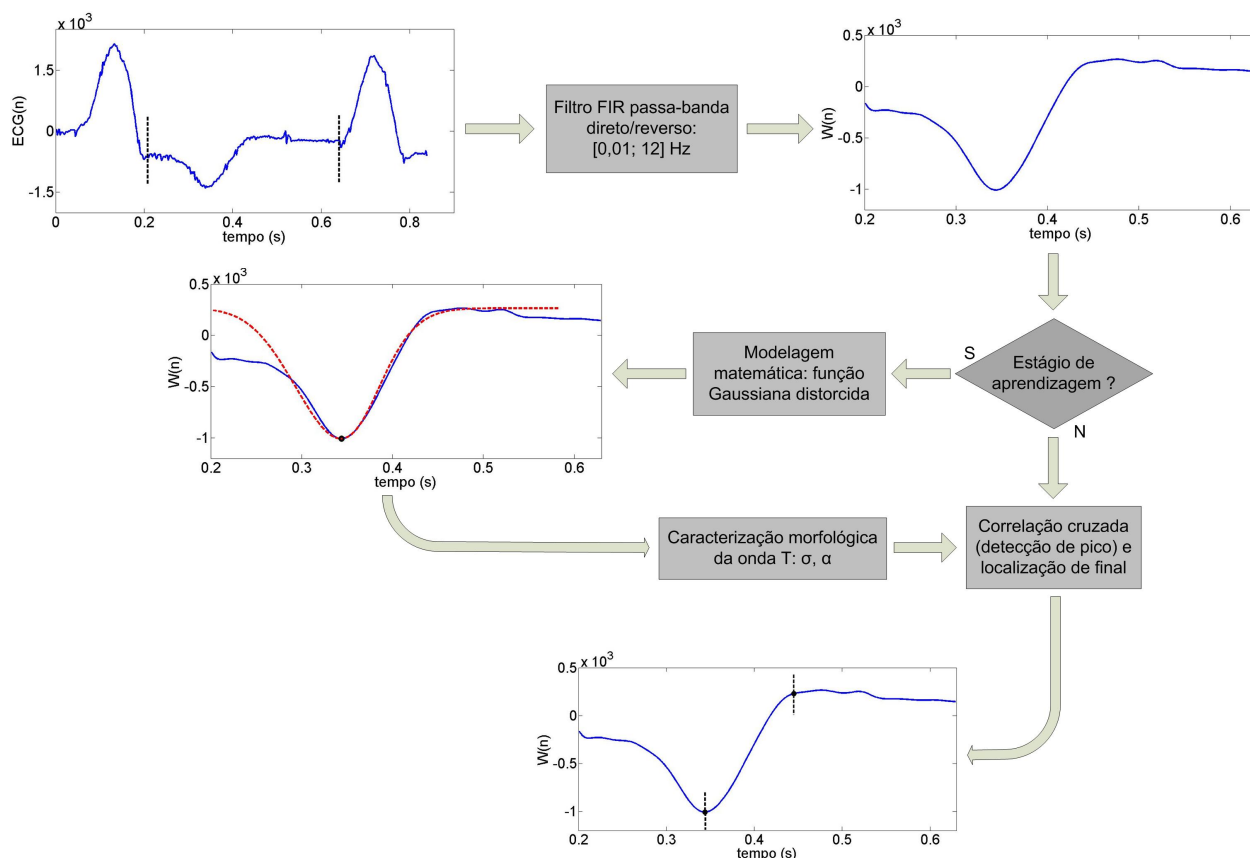 x 10³
1.5
0
-1.5
ECG(n)
0
0.2
0.4
0.6
0.8
tempo (s)
Filtro FIR passa-banda
direto/reverso:
[0,01; 12] Hz
x 10³
0.5
0
-0.5
-1
W(n)
0.2
0.3
0.4
0.5
0.6
tempo (s)
Estágio de
aprendizagem ?
S
N
Modelagem
matemática: função
Gaussiana distorcida
x 10³
0.5
0
-0.5
-1
W(n)
0.2
0.3
0.4
0.5
0.6
tempo (s)
Caracterização morfológica
da onda T: σ, α
Correlação cruzada
(detecção de pico) e
localização de final
x 10³
0.5
0
-0.5
-1
W(n)
0.2
0.3
0.4
0.5
0.6
tempo (s)